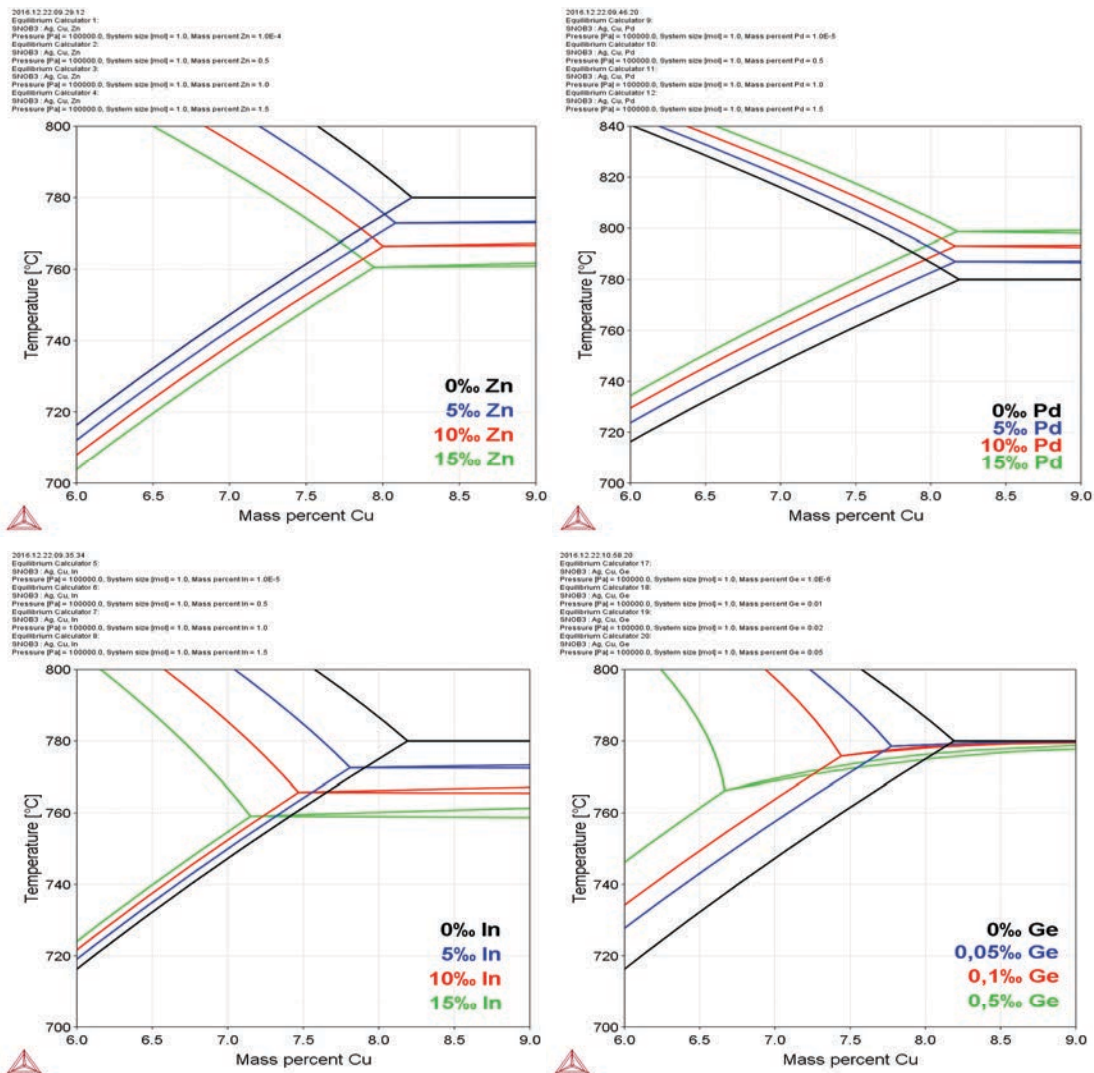 2016.12.22.09.29.12
Equilibrium Calculator 1:
SNOB3 : Ag, Cu, Zn
Pressure [Pa] = 100000.0, System size [mol] = 1.0, Mass percent Zn = 1.0E-4
Equilibrium Calculator 2:
SNOB3 : Ag, Cu, Zn
Pressure [Pa] = 100000.0, System size [mol] = 1.0, Mass percent Zn = 0.5
Equilibrium Calculator 3:
SNOB3 : Ag, Cu, Zn
Pressure [Pa] = 100000.0, System size [mol] = 1.0, Mass percent Zn = 1.0
Equilibrium Calculator 4:
SNOB3 : Ag, Cu, Zn
Pressure [Pa] = 100000.0, System size [mol] = 1.0, Mass percent Zn = 1.5
800
780
760
740
720
700
Temperature [°C]
0‰ Zn
5‰ Zn
10‰ Zn
15‰ Zn
6.0 6.5 7.0 7.5 8.0 8.5 9.0
Mass percent Cu
2016.12.22.09.46.20
Equilibrium Calculator 9:
SNOB3 : Ag, Cu, Pd
Pressure [Pa] = 100000.0, System size [mol] = 1.0, Mass percent Pd = 1.0E-5
Equilibrium Calculator 10:
SNOB3 : Ag, Cu, Pd
Pressure [Pa] = 100000.0, System size [mol] = 1.0, Mass percent Pd = 0.5
Equilibrium Calculator 11:
SNOB3 : Ag, Cu, Pd
Pressure [Pa] = 100000.0, System size [mol] = 1.0, Mass percent Pd = 1.0
Equilibrium Calculator 12:
SNOB3 : Ag, Cu, Pd
Pressure [Pa] = 100000.0, System size [mol] = 1.0, Mass percent Pd = 1.5
840
820
800
780
760
740
720
700
Temperature [°C]
0‰ Pd
5‰ Pd
10‰ Pd
15‰ Pd
6.0 6.5 7.0 7.5 8.0 8.5 9.0
Mass percent Cu
2016.12.22.09.35.34
Equilibrium Calculator 5:
SNOB3 : Ag, Cu, In
Pressure [Pa] = 100000.0, System size [mol] = 1.0, Mass percent In = 1.0E-5
Equilibrium Calculator 6:
SNOB3 : Ag, Cu, In
Pressure [Pa] = 100000.0, System size [mol] = 1.0, Mass percent In = 0.5
Equilibrium Calculator 7:
SNOB3 : Ag, Cu, In
Pressure [Pa] = 100000.0, System size [mol] = 1.0, Mass percent In = 1.0
Equilibrium Calculator 8:
SNOB3 : Ag, Cu, In
Pressure [Pa] = 100000.0, System size [mol] = 1.0, Mass percent In = 1.5
800
780
760
740
720
700
Temperature [°C]
0‰ In
5‰ In
10‰ In
15‰ In
6.0 6.5 7.0 7.5 8.0 8.5 9.0
Mass percent Cu
2016.12.22.10.58.20
Equilibrium Calculator 17:
SNOB3 : Ag, Cu, Ge
Pressure [Pa] = 100000.0, System size [mol] = 1.0, Mass percent Ge = 1.0E-6
Equilibrium Calculator 18:
SNOB3 : Ag, Cu, Ge
Pressure [Pa] = 100000.0, System size [mol] = 1.0, Mass percent Ge = 0.01
Equilibrium Calculator 19:
SNOB3 : Ag, Cu, Ge
Pressure [Pa] = 100000.0, System size [mol] = 1.0, Mass percent Ge = 0.02
Equilibrium Calculator 20:
SNOB3 : Ag, Cu, Ge
Pressure [Pa] = 100000.0, System size [mol] = 1.0, Mass percent Ge = 0.05
800
780
760
740
720
700
Temperature [°C]
0‰ Ge
0,05‰ Ge
0,1‰ Ge
0,5‰ Ge
6.0 6.5 7.0 7.5 8.0 8.5 9.0
Mass percent Cu